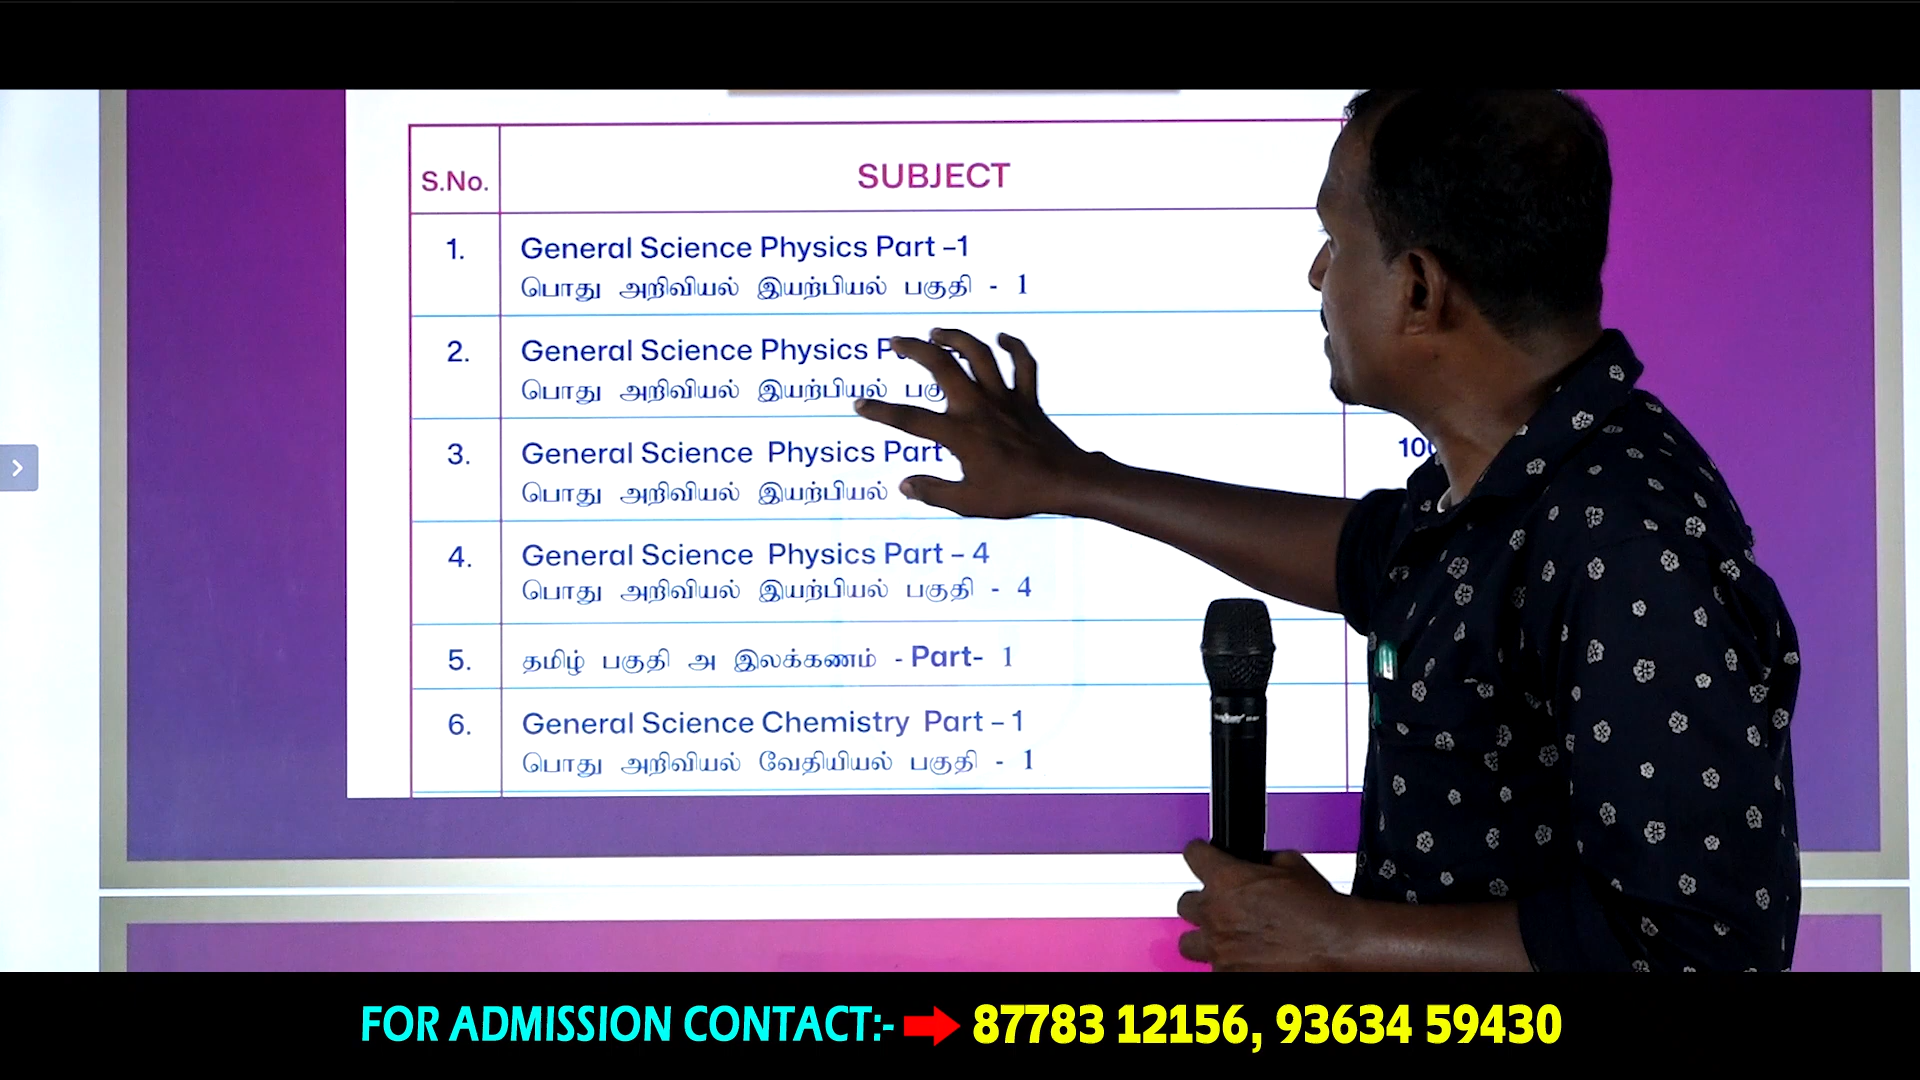 S.No.
SUBJECT
1.
General Science Physics Part –1
பொது அறிவியல் இயற்பியல் பகுதி - 1
2.
General Science Physics
பொது அறிவியல் இயற்பியல்
3.
General Science Physics Part
பொது அறிவியல் இயற்பியல்
4.
General Science Physics Part – 4
பொது அறிவியல் இயற்பியல் பகுதி - 4
5.
தமிழ் பகுதி அ இலக்கணம் - Part- 1
6.
General Science Chemistry Part – 1
பொது அறிவியல் வேதியியல் பகுதி - 1
FOR ADMISSION CONTACT:- 87783 12156, 93634 59430